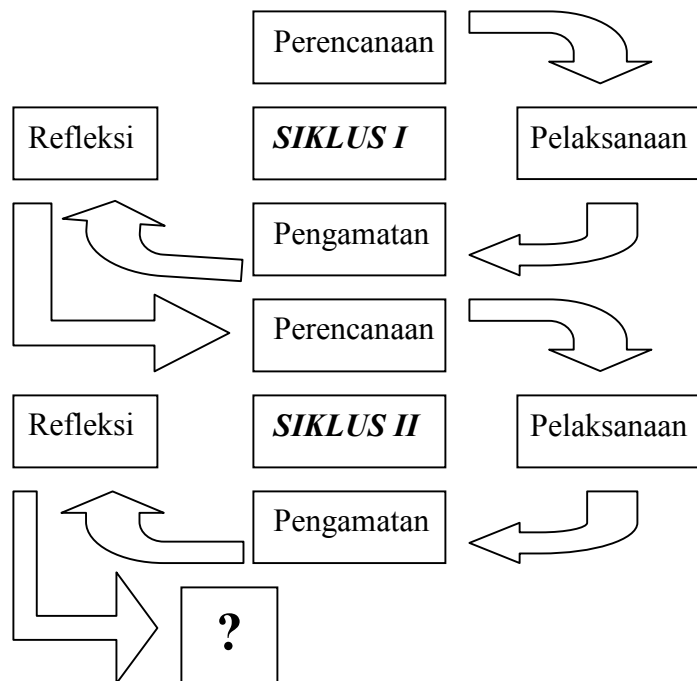 Perencanaan
Refleksi
SIKLUS I
Pelaksanaan
Pengamatan
Perencanaan
Refleksi
SIKLUS II
Pelaksanaan
Pengamatan
?